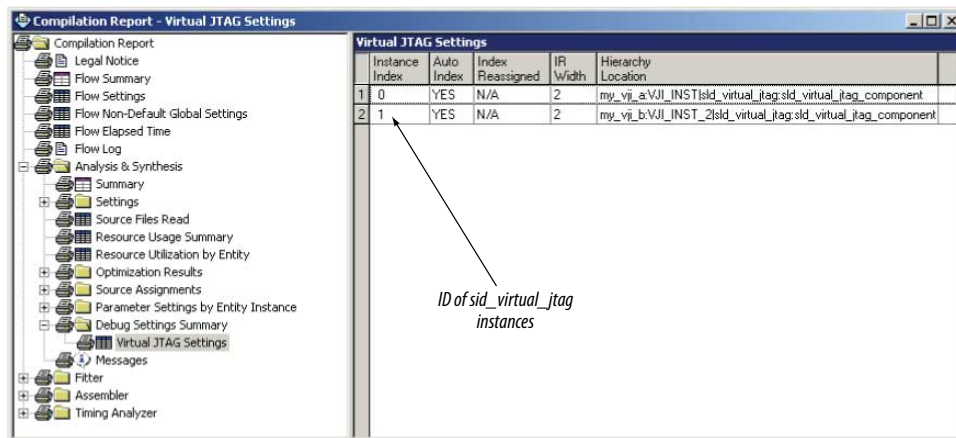 Compilation Report - Virtual JTAG Settings
Compilation Report
Legal Notice
Flow Summary
Flow Settings
Flow Non-Default Global Settings
Flow Elapsed Time
Flow Log
Analysis & Synthesis
Summary
Settings
Source Files Read
Resource Usage Summary
Resource Utilization by Entity
Optimization Results
Source Assignments
Parameter Settings by Entity Instance
Debug Settings Summary
Virtual JTAG Settings
Messages
Fitter
Assembler
Timing Analyzer
Virtual JTAG Settings
Instance Index Auto Index Index Reassigned IR Width Hierarchy Location
1 0 YES N/A 2 my_vji_a:VJI_INST|sld_virtual_jtag:sld_virtual_jtag_component
2 1 YES N/A 2 my_vji_b:VJI_INST_2|sld_virtual_jtag:sld_virtual_jtag_component
ID of sid_virtual_jtag
instances